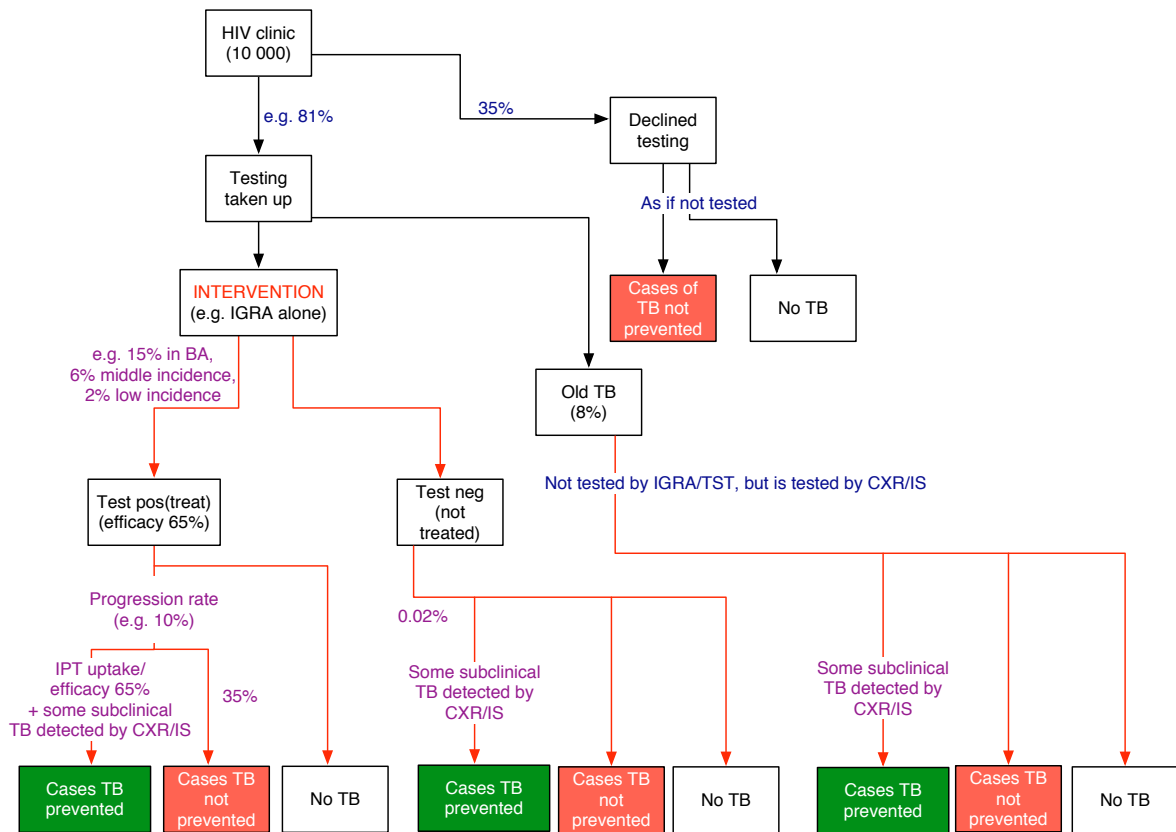 HIV clinic
(10 000)
e.g. 81%
35%
Declined
testing
Testing
taken up
As if not tested
INTERVENTION
(e.g. IGRA alone)
Cases of
TB not
prevented
No TB
e.g. 15% in BA,
6% middle incidence,
2% low incidence
Old TB
(8%)
Test pos(treat)
(efficacy 65%)
Test neg
(not
treated)
Not tested by IGRA/TST, but is tested by CXR/IS
Progression rate
(e.g. 10%)
0.02%
IPT uptake/
efficacy 65%
+ some subclinical
TB detected by CXR/IS
35%
Some subclinical
TB detected by
CXR/IS
Some subclinical
TB detected by
CXR/IS
Cases TB
prevented
Cases TB
not
prevented
No TB
Cases TB
prevented
Cases TB
not
prevented
No TB
Cases TB
prevented
Cases TB
not
prevented
No TB